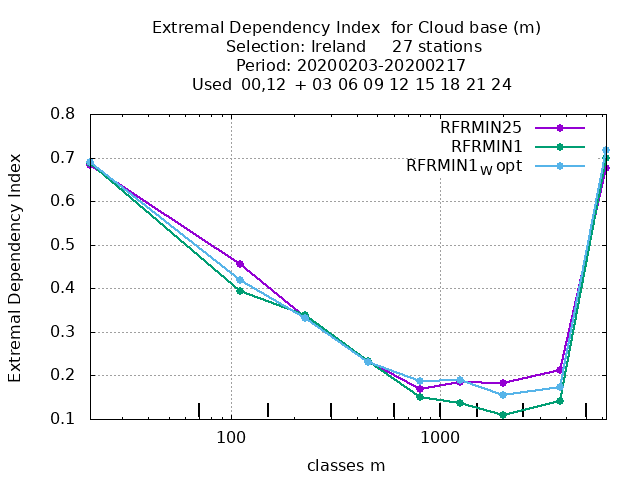 Extremal Dependency Index  for Cloud base (m)
Selection: Ireland     27 stations
Period: 20200203-20200217
Used  00,12  + 03 06 09 12 15 18 21 24
RFRMIN25
RFRMIN1
RFRMIN1w opt
Extremal Dependency Index
0.8
0.7
0.6
0.5
0.4
0.3
0.2
0.1
100
1000
classes m